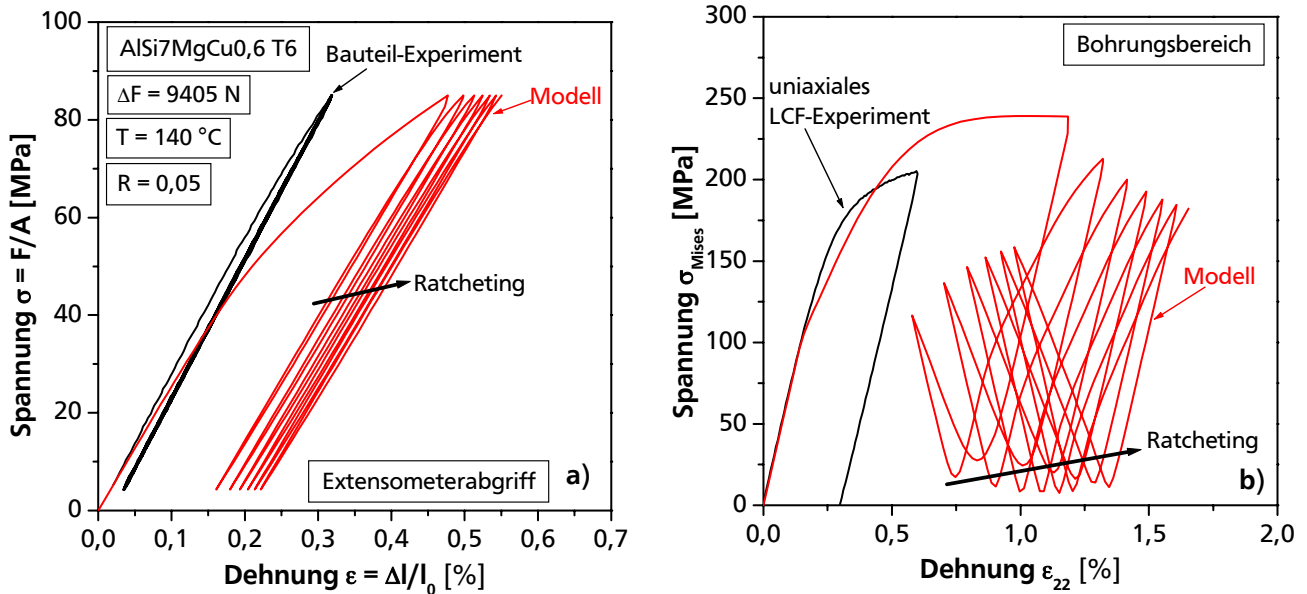 AlSi7MgCu0,6 T6
ΔF = 9405 N
T = 140 °C
R = 0,05
Bauteil-Experiment
Modell
Ratcheting
Extensometerabgriff
a)
100
80
60
40
20
0
Spannung σ = F/A [MPa]
0,0 0,1 0,2 0,3 0,4 0,5 0,6 0,7
Dehnung ε = Δl/l0 [%]
Bohrungsbereich
uniaxiales
LCF-Experiment
Modell
Ratcheting
b)
300
250
200
150
100
50
0
Spannung σMises [MPa]
0,0 0,5 1,0 1,5 2,0
Dehnung ε22 [%]